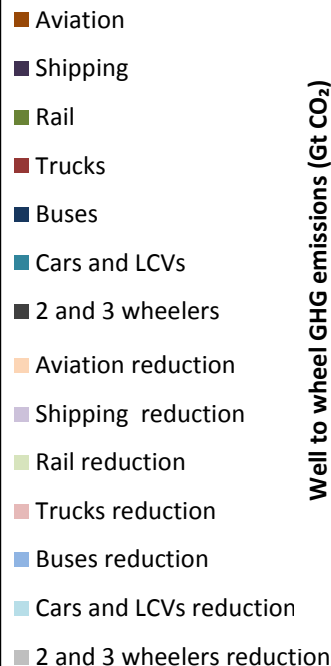 Aviation
Shipping
Rail
Trucks
Buses
Cars and LCVs
2 and 3 wheelers
Aviation reduction
Shipping reduction
Rail reduction
Trucks reduction
Buses reduction
Cars and LCVs reduction
2 and 3 wheelers reduction
Well to wheel GHG emissions (Gt CO₂)